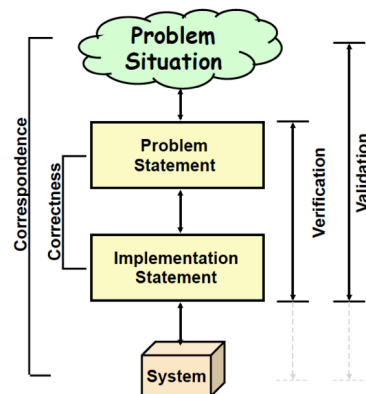 Problem
Situation
Problem
Statement
Implementation
Statement
System
Correspondence
Correctness
Verification
Validation